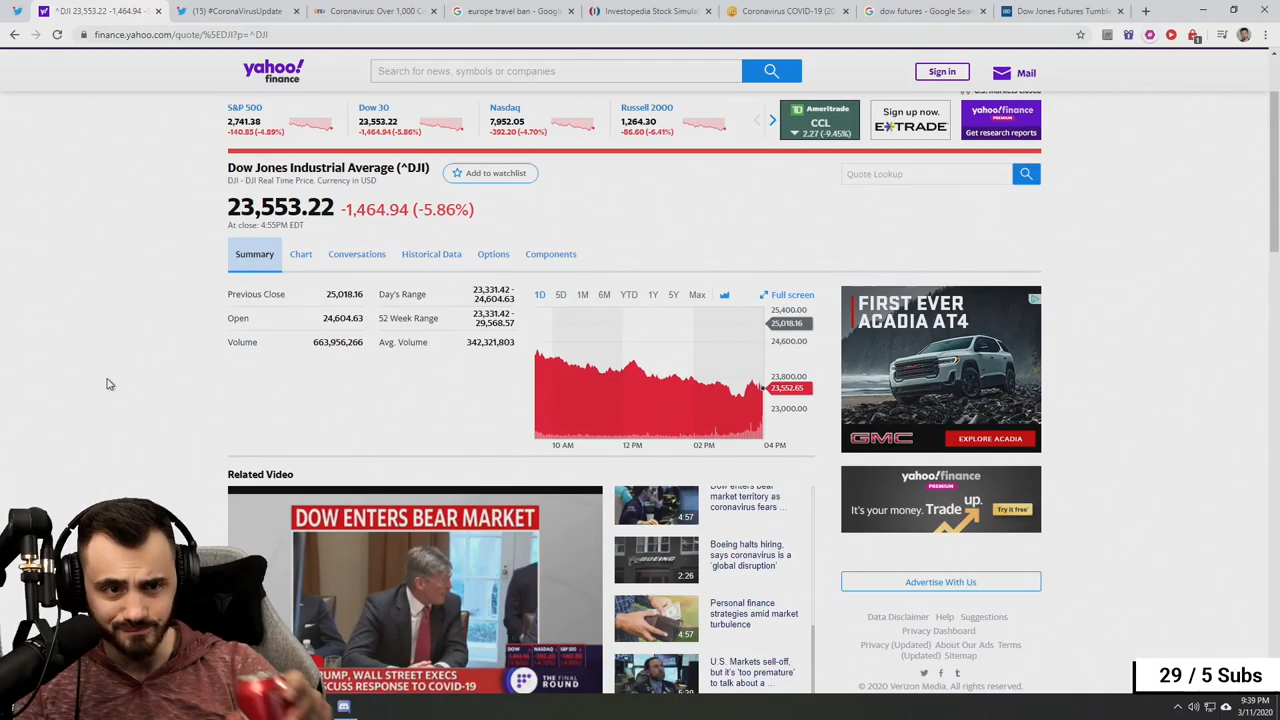 ^DJI 23,553.22 -1,464.94 -
(15) #CoronaVirusUpdate
Coronavirus: Over 1,000 C
europe travel ban - Google
Investopedia Stock Simula
Coronavirus COVID-19 (20
dow futures - Google Sear
Dow Jones Futures Tumble
finance.yahoo.com/quote/%5EDJI?p=^DJI
yahoo!
finance
Search for news, symbols or companies
Sign in
Mail
U.S. markets closed
S&P 500
2,741.38
-140.85 (-4.89%)
Dow 30
23,553.22
-1,464.94 (-5.86%)
Nasdaq
7,952.05
-392.20 (-4.70%)
Russell 2000
1,264.30
-86.60 (-6.41%)
Ameritrade
CCL
2.27 (-9.45%)
Sign up now.
E*TRADE
yahoo!finance
PREMIUM
Get research reports
Dow Jones Industrial Average (^DJI)
Add to watchlist
DJI - DJI Real Time Price. Currency in USD
Quote Lookup
23,553.22 -1,464.94 (-5.86%)
At close: 4:55PM EDT
Summary
Chart
Conversations
Historical Data
Options
Components
Previous Close 25,018.16
Open 24,604.63
Volume 663,956,266
Day's Range 23,331.42 -
24,604.63
52 Week Range 23,331.42 -
29,568.57
Avg. Volume 342,321,803
1D 5D 1M 6M YTD 1Y 5Y Max
Full screen
25,400.00
25,018.16
24,600.00
23,800.00
23,552.65
23,000.00
10 AM 12 PM 02 PM 04 PM
FIRST EVER
ACADIA AT4
GMC
EXPLORE ACADIA
yahoo!finance
PREMIUM
It's your money. Trade up.
Try it free*
Related Video
DOW ENTERS BEAR MARKET
DOW NASDAQ S&P 500
TRUMP, WALL STREET EXECS
DISCUSS RESPONSE TO COVID-19
THE FINAL
ROUND
Dow enters bear
market territory as
coronavirus fears ...
4:57
Boeing halts hiring,
says coronavirus is a
'global disruption'
BOEING
2:26
Personal finance
strategies amid market
turbulence
4:57
U.S. Markets sell-off,
but it's 'too premature'
to talk about a ...
Advertise With Us
Data Disclaimer Help Suggestions
Privacy Dashboard
Privacy (Updated) About Our Ads Terms
(Updated) Sitemap
© 2020 Verizon Media. All rights reserved.
29 / 5 Subs
9:39 PM
3/11/2020